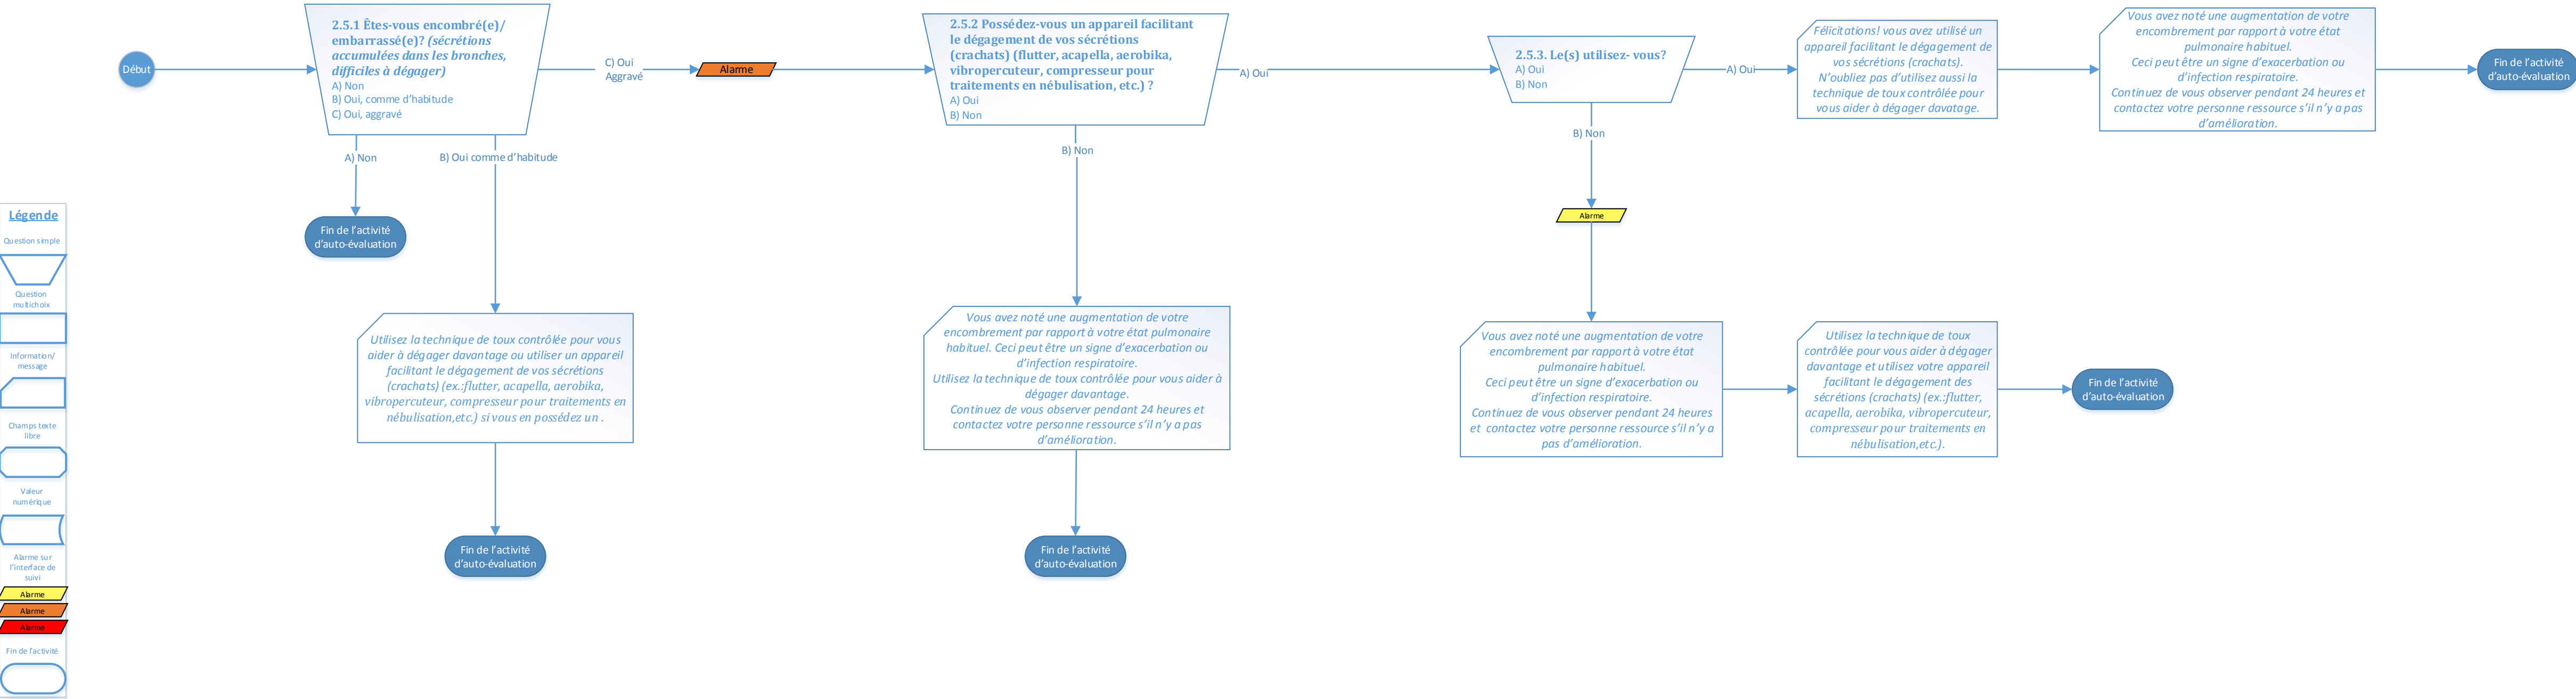 Début
2.5.1 Êtes-vous encombré(e)/
embarrassé(e)? (sécrétions
accumulées dans les bronches,
difficiles à dégager)
A) Non
B) Oui, comme d’habitude
C) Oui, aggravé
C) Oui
Aggravé
Alarme
2.5.2 Possédez-vous un appareil facilitant
le dégagement de vos sécrétions
(crachats) (flutter, acapella, aerobika,
vibropercuteur, compresseur pour
traitements en nébulisation, etc.) ?
A) Oui
B) Non
A) Oui
2.5.3. Le(s) utilisez- vous?
A) Oui
B) Non
A) Oui
Félicitations! vous avez utilisé un
appareil facilitant le dégagement de
vos sécrétions (crachats).
N’oubliez pas d’utilisez aussi la
technique de toux contrôlée pour
vous aider à dégager davatage.
Vous avez noté une augmentation de votre
encombrement par rapport à votre état
pulmonaire habituel.
Ceci peut être un signe d’exacerbation ou
d’infection respiratoire.
Continuez de vous observer pendant 24 heures et
contactez votre personne ressource s’il n’y a pas
d’amélioration.
Fin de l’activité
d’auto-évaluation
A) Non
B) Oui comme d’habitude
B) Non
B) Non
Fin de l’activité
d’auto-évaluation
Alarme
Utilisez la technique de toux contrôlée pour vous
aider à dégager davantage ou utiliser un appareil
facilitant le dégagement de vos sécrétions
(crachats) (ex.:flutter, acapella, aerobika,
vibropercuteur, compresseur pour traitements en
nébulisation,etc.) si vous en possédez un .
Fin de l’activité
d’auto-évaluation
Vous avez noté une augmentation de votre
encombrement par rapport à votre état pulmonaire
habituel. Ceci peut être un signe d’exacerbation ou
d’infection respiratoire.
Utilisez la technique de toux contrôlée pour vous aider à
dégager davantage.
Continuez de vous observer pendant 24 heures et
contactez votre personne ressource s’il n’y a pas
d’amélioration.
Fin de l’activité
d’auto-évaluation
Vous avez noté une augmentation de votre
encombrement par rapport à votre état
pulmonaire habituel.
Ceci peut être un signe d’exacerbation ou
d’infection respiratoire.
Continuez de vous observer pendant 24 heures
et contactez votre personne ressource s’il n’y a
pas d’amélioration.
Utilisez la technique de toux
contrôlée pour vous aider à dégager
davantage et utilisez votre appareil
facilitant le dégagement des
sécrétions (crachats) (ex.:flutter,
acapella, aerobika, vibropercuteur,
compresseur pour traitements en
nébulisation,etc.).
Fin de l’activité
d’auto-évaluation
Légende
Question simple
Question
multichoix
Information/
message
Champs texte
libre
Valeur
numérique
Alarme sur
l’interface de
suivi
Alarme
Alarme
Alarme
Fin de l’activité